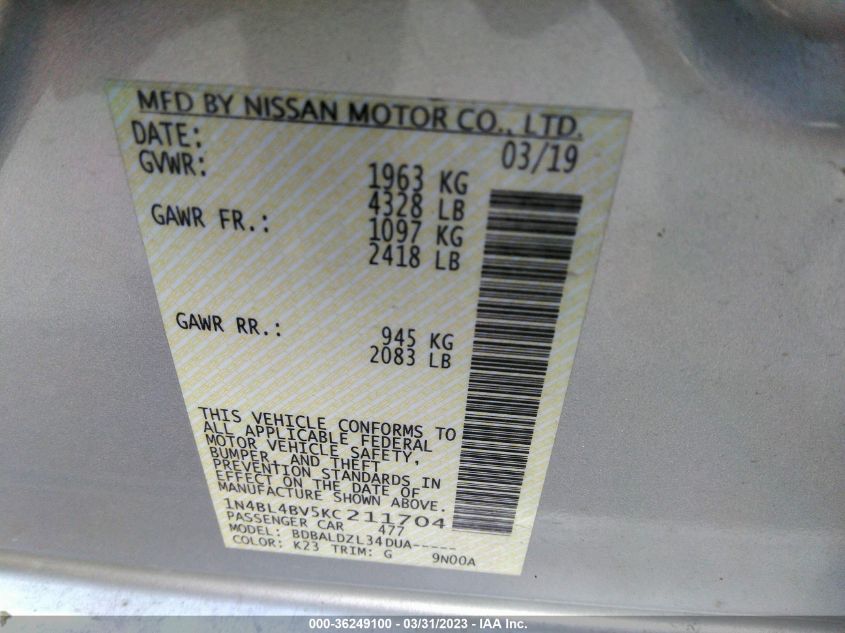 MFD BY NISSAN MOTOR CO., LTD.
DATE: 03/19
GVWR: 1963 KG
4328 LB
GAWR FR.: 1097 KG
2418 LB
GAWR RR.: 945 KG
2083 LB
THIS VEHICLE CONFORMS TO
ALL APPLICABLE FEDERAL
MOTOR VEHICLE SAFETY,
BUMPER, AND THEFT
PREVENTION STANDARDS IN
EFFECT ON THE DATE OF
MANUFACTURE SHOWN ABOVE.
1N4BL4BV5KC211704
PASSENGER CAR 477
MODEL: BDBALDZL34DUA-----
COLOR: K23 TRIM: G 9N00A
000-36249100 - 03/31/2023 - IAA Inc.